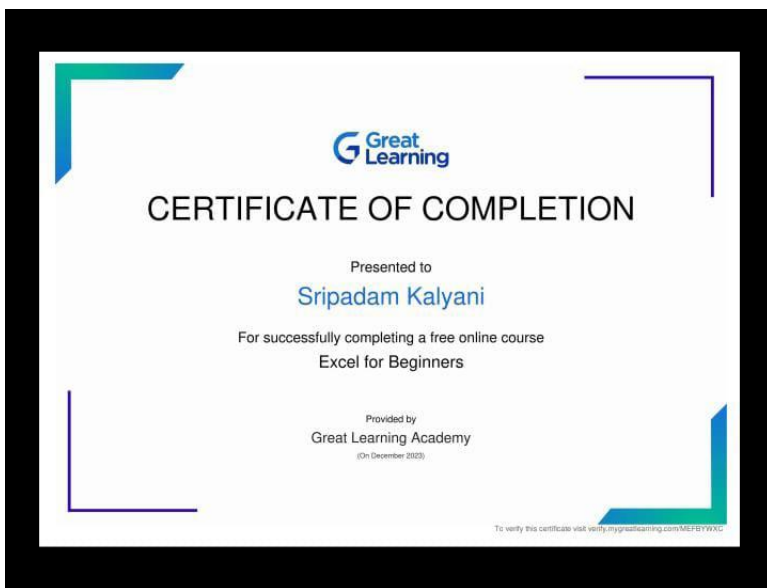 Great
Learning
CERTIFICATE OF COMPLETION
Presented to
Sripadam Kalyani
For successfully completing a free online course
Excel for Beginners
Provided by
Great Learning Academy
(On December 2023)
To verify this certificate visit verify.mygreatlearning.com/MEFBYWXC